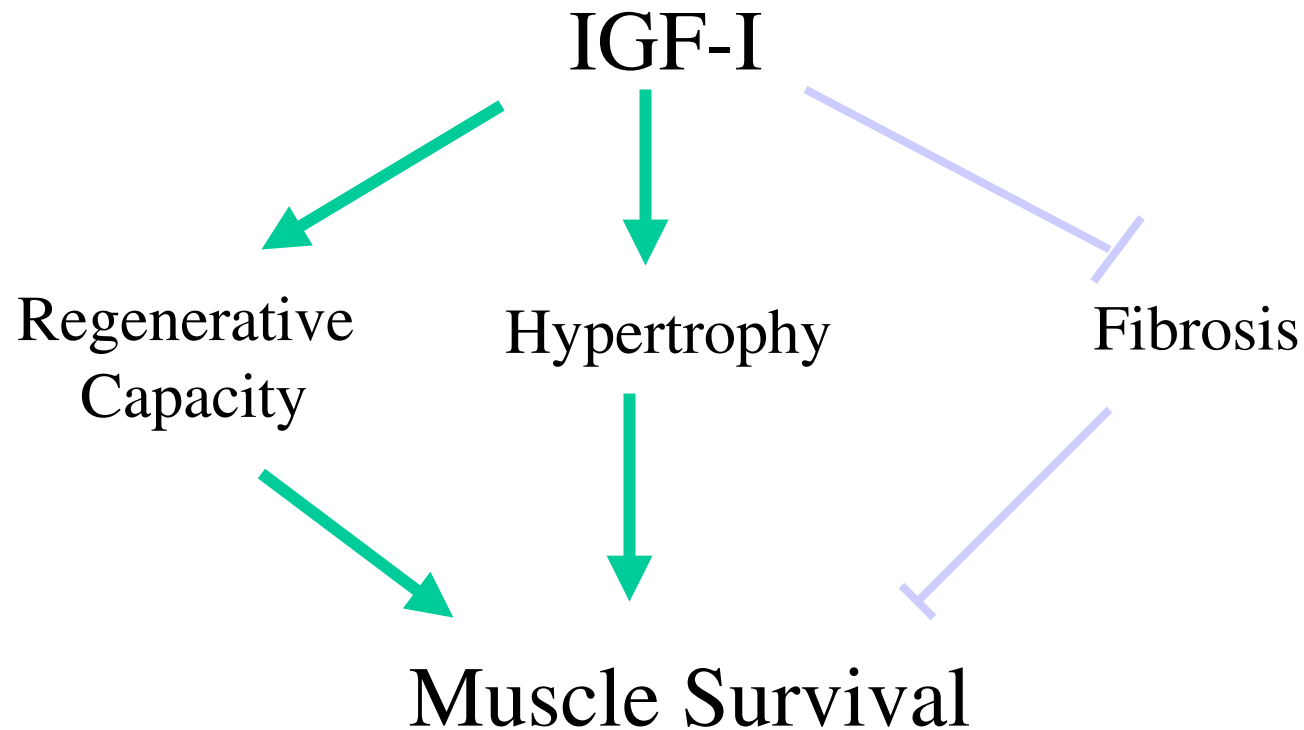 IGF-I
Regenerative
Capacity
Hypertrophy
Fibrosis
Muscle Survival